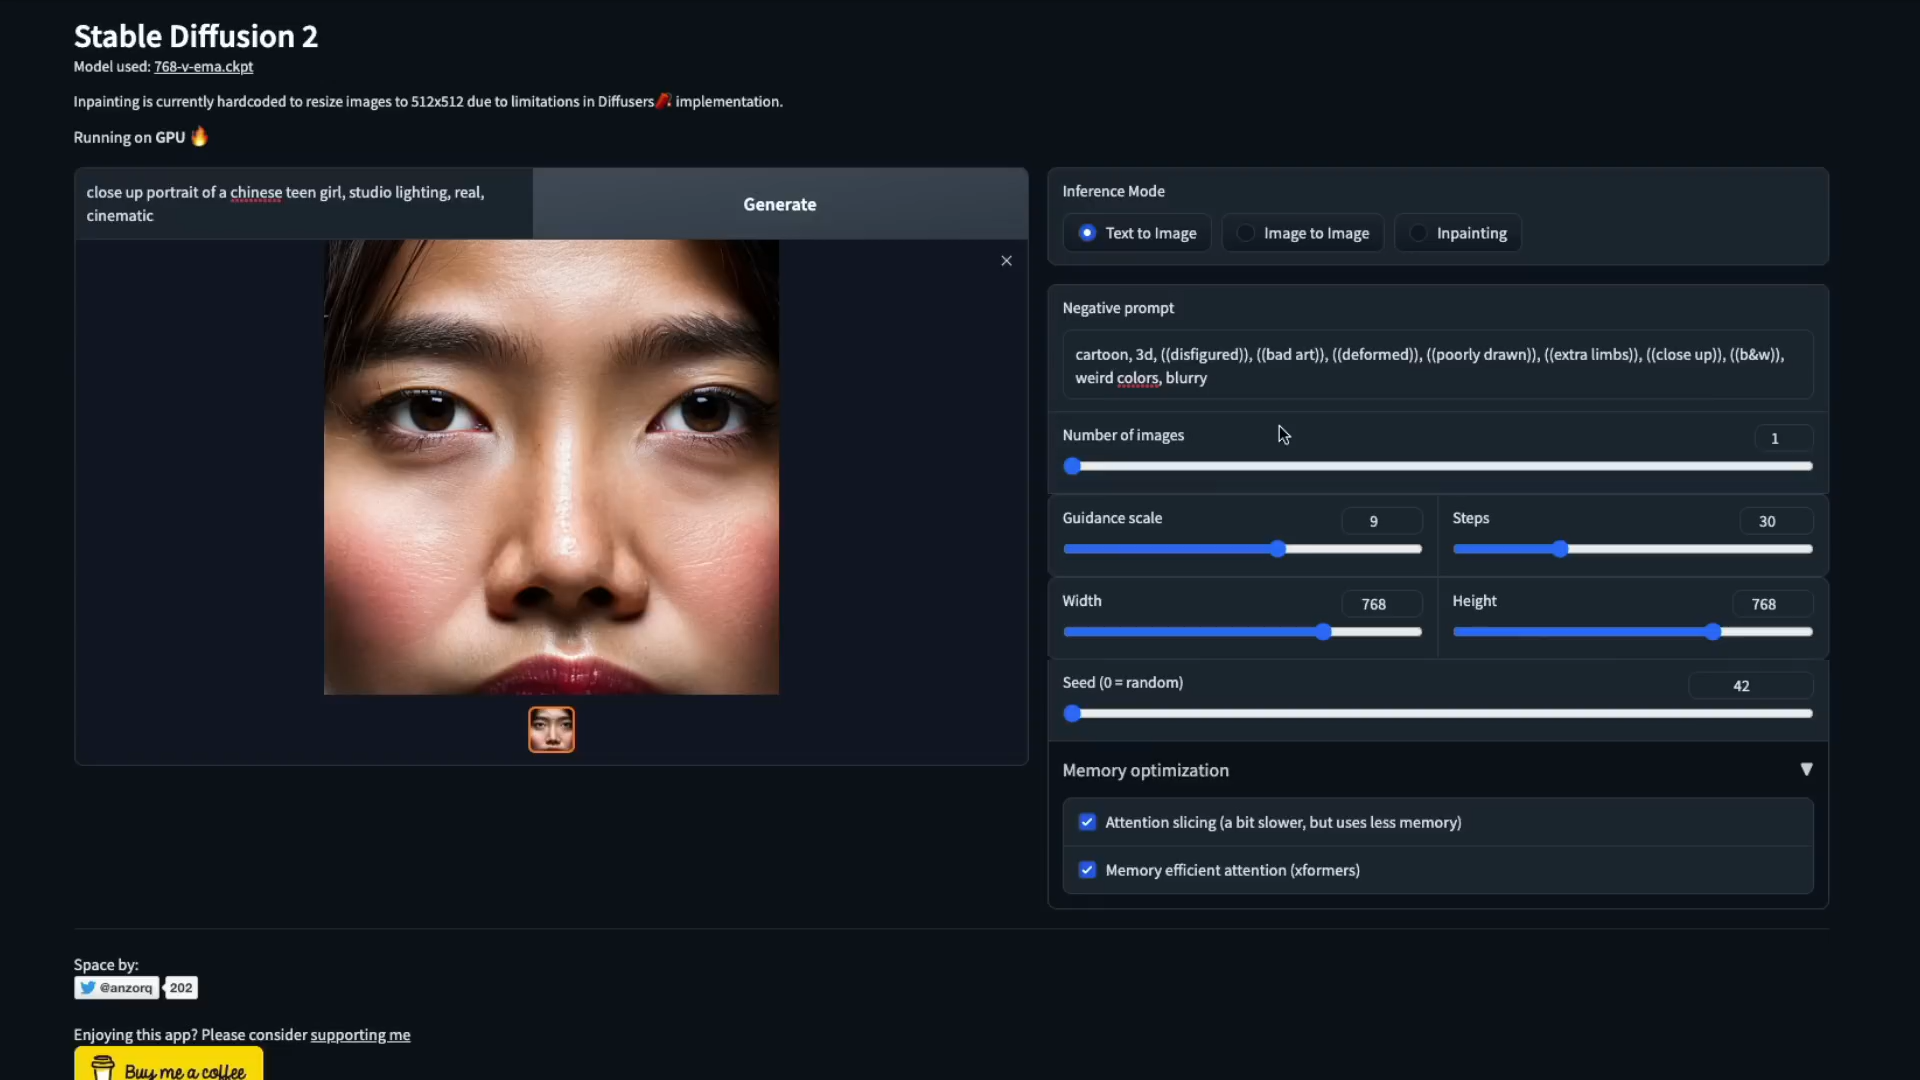 Stable Diffusion 2
Model used: 768-v-ema.ckpt
Inpainting is currently hardcoded to resize images to 512x512 due to limitations in Diffusers🧨 implementation.
Running on GPU 🔥
close up portrait of a chinese teen girl, studio lighting, real,
cinematic
Generate
Inference Mode
Text to Image
Image to Image
Inpainting
Negative prompt
cartoon, 3d, ((disfigured)), ((bad art)), ((deformed)), ((poorly drawn)), ((extra limbs)), ((close up)), ((b&w)),
weird colors, blurry
Number of images
1
Guidance scale
9
Steps
30
Width
768
Height
768
Seed (0 = random)
42
Memory optimization
Attention slicing (a bit slower, but uses less memory)
Memory efficient attention (xformers)
Space by:
@anzorq 202
Enjoying this app? Please consider supporting me
Buy me a coffee